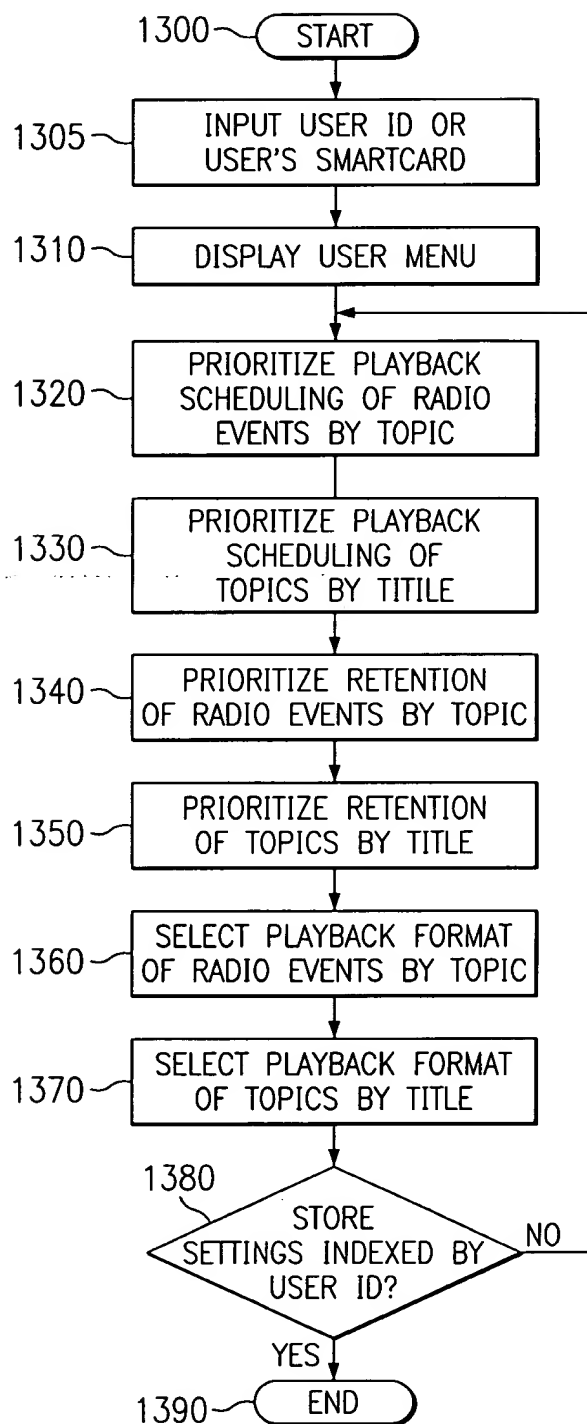 1300
START
1305
INPUT USER ID OR
USER'S SMARTCARD
1310
DISPLAY USER MENU
1320
PRIORITIZE PLAYBACK
SCHEDULING OF RADIO
EVENTS BY TOPIC
1330
PRIORITIZE PLAYBACK
SCHEDULING OF
TOPICS BY TITILE
1340
PRIORITIZE RETENTION
OF RADIO EVENTS BY TOPIC
1350
PRIORITIZE RETENTION
OF TOPICS BY TITLE
1360
SELECT PLAYBACK FORMAT
OF RADIO EVENTS BY TOPIC
1370
SELECT PLAYBACK FORMAT
OF TOPICS BY TITLE
1380
STORE
SETTINGS INDEXED BY
USER ID?
NO
YES
1390
END